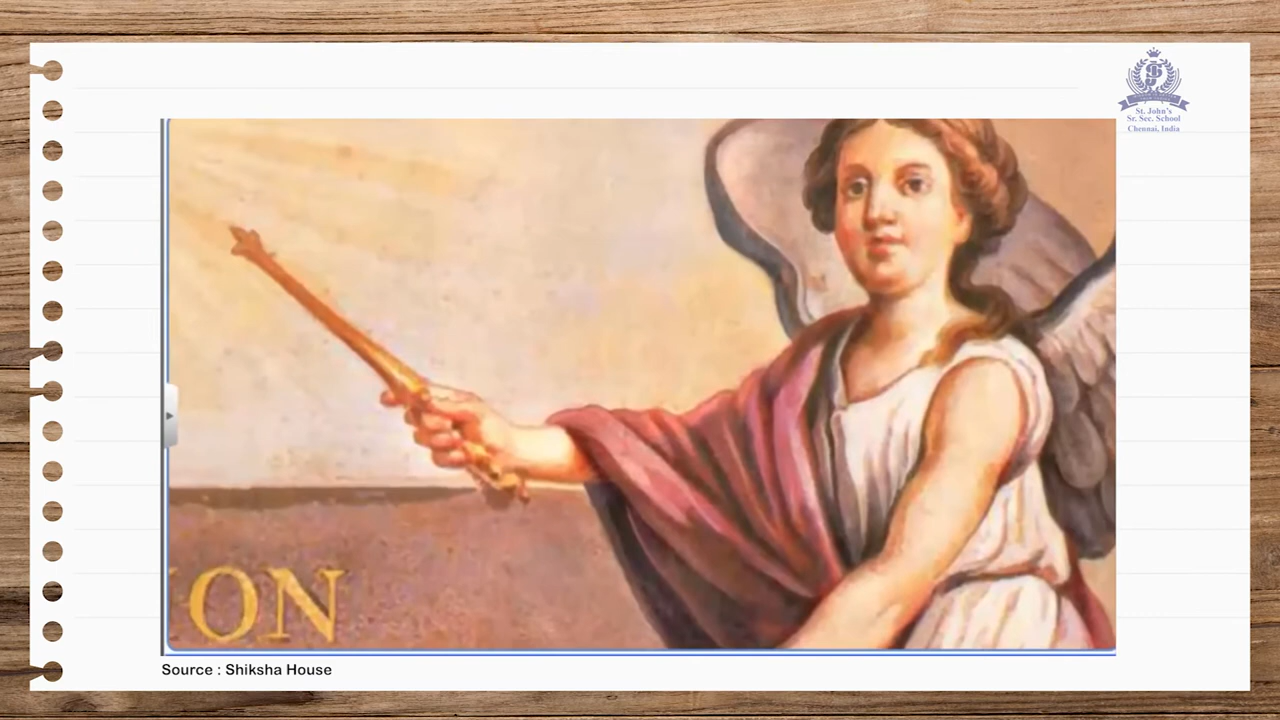 St. John's
Sr. Sec. School
Chennai, India
ON
Source : Shiksha House